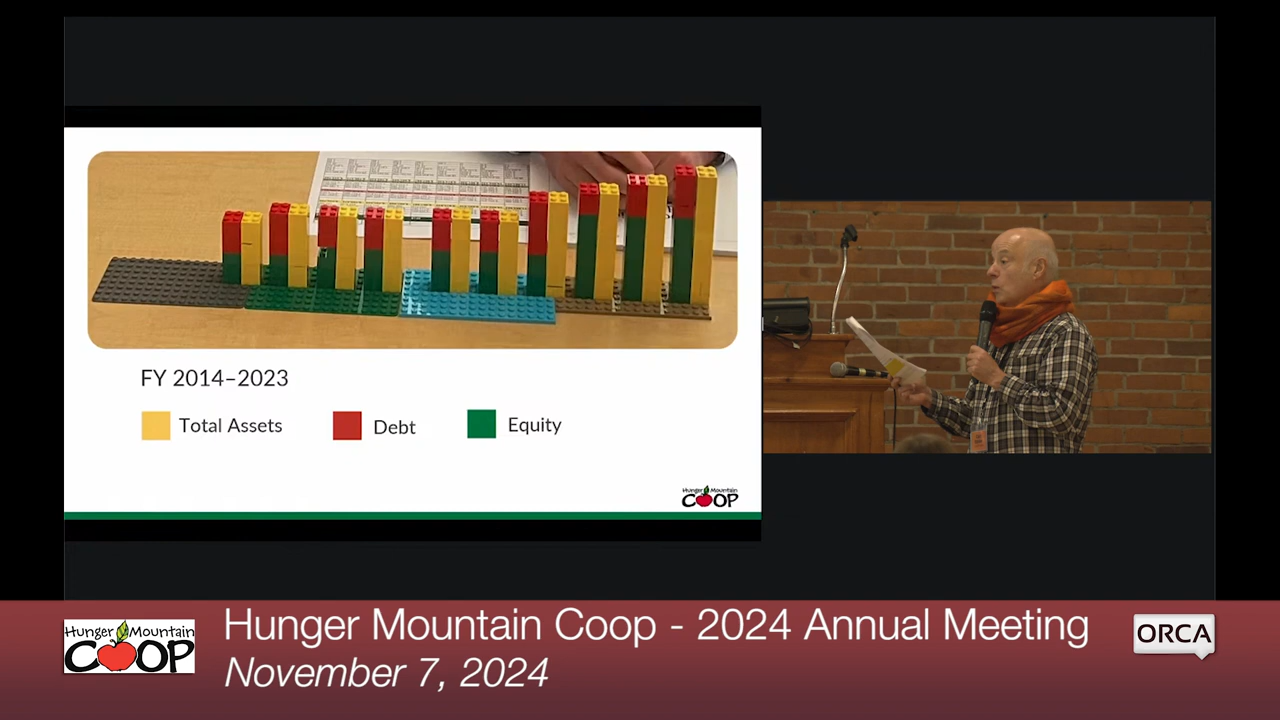 FY 2014–2023
Total Assets
Debt
Equity
Hunger Mountain
COOP
Hunger Mountain
COOP
Hunger Mountain Coop - 2024 Annual Meeting
November 7, 2024
ORCA